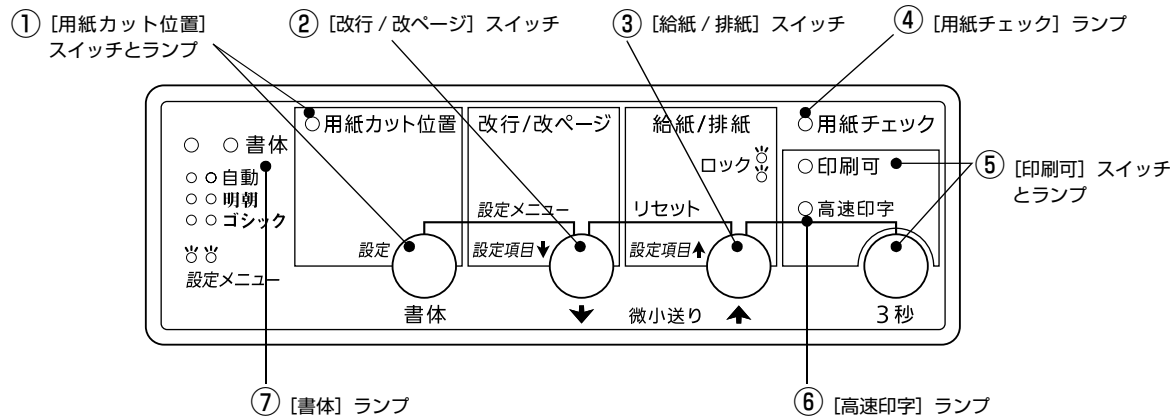 ① [用紙カット位置]
スイッチとランプ
② [改行 / 改ページ] スイッチ
③ [給紙 / 排紙] スイッチ
④ [用紙チェック] ランプ
用紙カット位置
改行/改ページ
給紙/排紙
用紙チェック
書体
自動
明朝
ゴシック
設定メニュー
ロック
印刷可
高速印字
⑤ [印刷可] スイッチ
とランプ
設定メニュー
リセット
設定
設定項目↓
設定項目↑
書体
↓
微小送り
↑
3秒
⑦ [書体] ランプ
⑥ [高速印字] ランプ